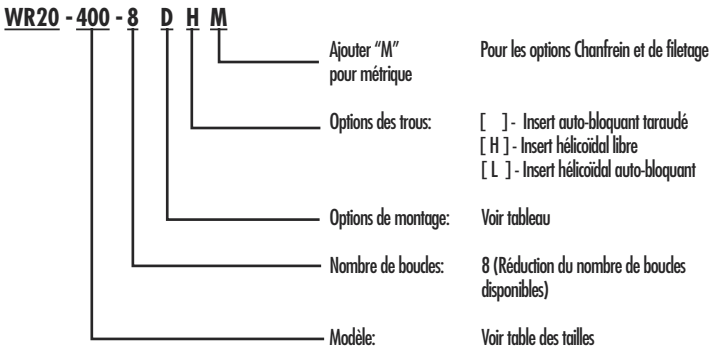 WR20 - 400 - 8 D H M
Ajouter “M” Pour les options Chanfrein et de filetage
pour métrique
Options des trous: [ ] - Insert auto-bloquant taraudé
[ H ] - Insert hélicoïdal libre
[ L ] - Insert hélicoïdal auto-bloquant
Options de montage: Voir tableau
Nombre de boucles: 8 (Réduction du nombre de boucles
disponibles)
Modèle: Voir table des tailles